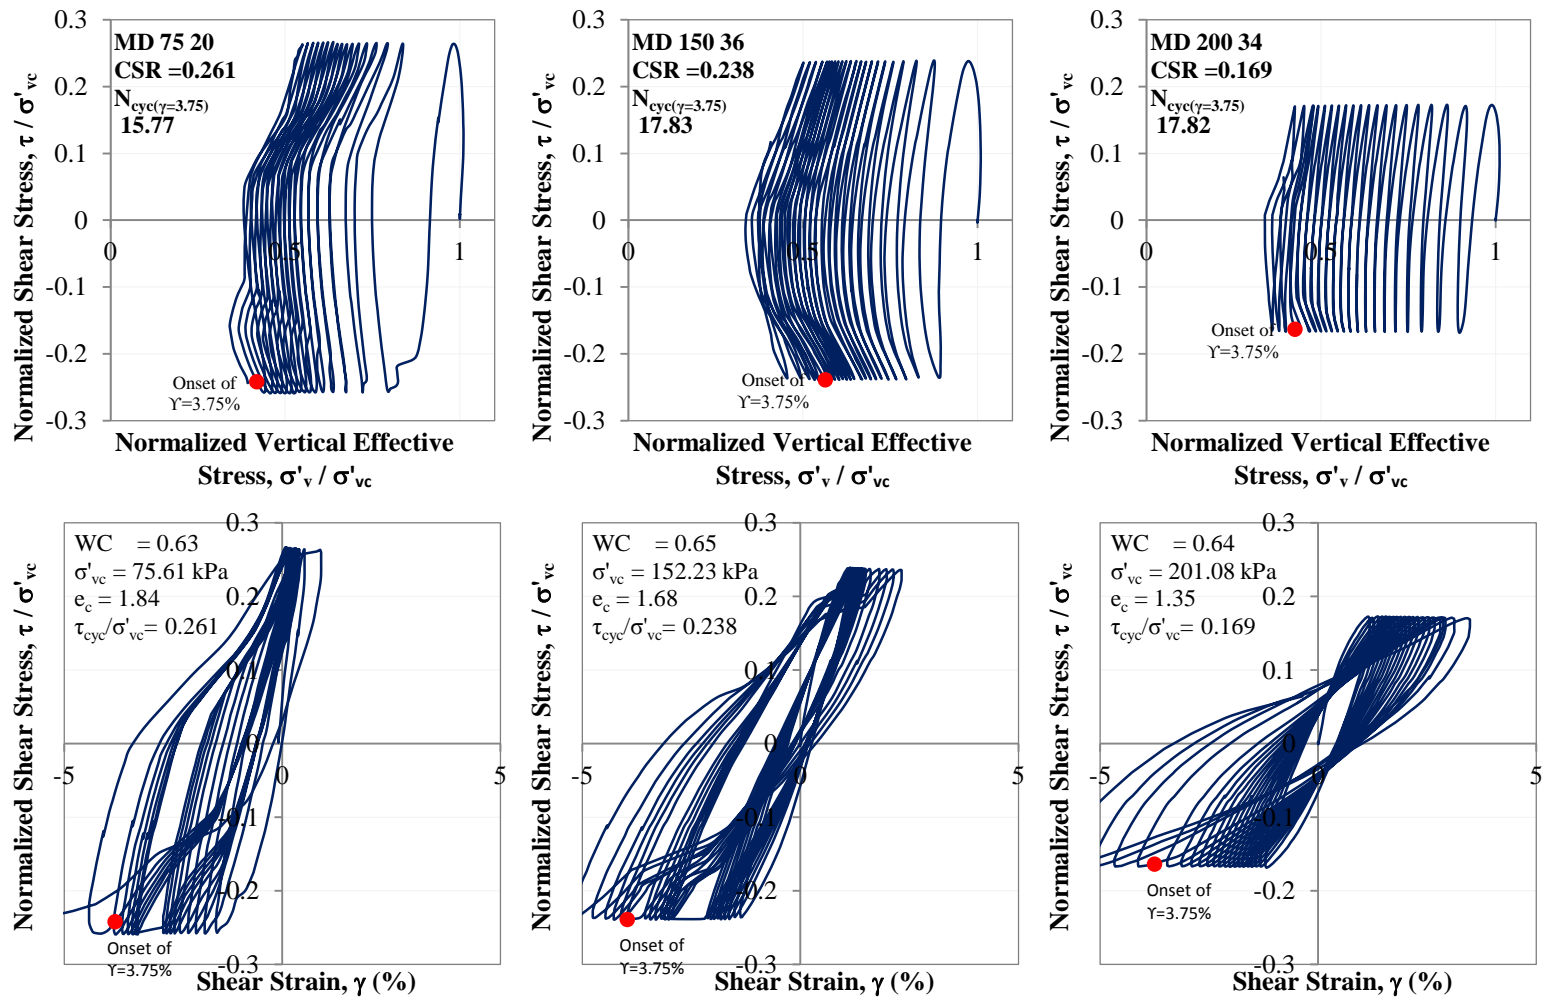 0.3
0.2
0.1
0
-0.1
-0.2
-0.3
0
0.5
1
MD 75 20
CSR =0.261
Ncyc(γ=3.75)
15.77
Onset of
ϒ=3.75%
Normalized Shear Stress, τ / σ'vc
Normalized Vertical Effective
Stress, σ'v / σ'vc
0.3
0.2
0.1
0
-0.1
-0.2
-0.3
0
0.5
1
MD 150 36
CSR =0.238
Ncyc(γ=3.75)
17.83
Onset of
ϒ=3.75%
Normalized Shear Stress, τ / σ'vc
Normalized Vertical Effective
Stress, σ'v / σ'vc
0.3
0.2
0.1
0
-0.1
-0.2
-0.3
0
0.5
1
MD 200 34
CSR =0.169
Ncyc(γ=3.75)
17.82
Onset of
ϒ=3.75%
Normalized Shear Stress, τ / σ'vc
Normalized Vertical Effective
Stress, σ'v / σ'vc
0.3
0.2
0.1
0
-0.1
-0.2
-0.3
-5
0
5
WC = 0.63
σ'vc = 75.61 kPa
ec = 1.84
τcyc/σ'vc= 0.261
Onset of
ϒ=3.75%
Normalized Shear Stress, τ / σ'vc
Shear Strain, γ (%)
0.3
0.2
0.1
0
-0.1
-0.2
-0.3
-5
0
5
WC = 0.65
σ'vc = 152.23 kPa
ec = 1.68
τcyc/σ'vc= 0.238
Onset of
ϒ=3.75%
Normalized Shear Stress, τ / σ'vc
Shear Strain, γ (%)
0.3
0.2
0.1
0
-0.1
-0.2
-0.3
-5
0
5
WC = 0.64
σ'vc = 201.08 kPa
ec = 1.35
τcyc/σ'vc= 0.169
Onset of
ϒ=3.75%
Normalized Shear Stress, τ / σ'vc
Shear Strain, γ (%)